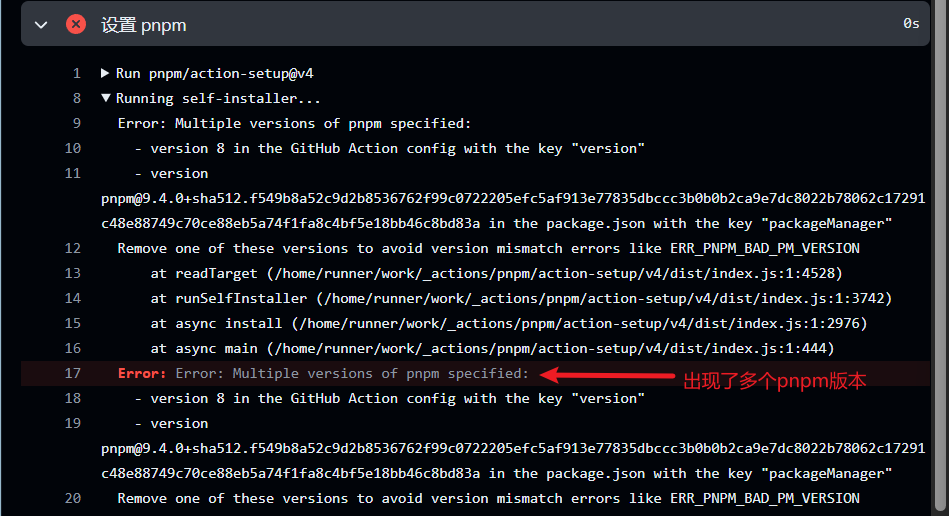 设置 pnpm
0s
1 ▶ Run pnpm/action-setup@v4
8 ▼ Running self-installer...
9 Error: Multiple versions of pnpm specified:
10 - version 8 in the GitHub Action config with the key "version"
11 - version
pnpm@9.4.0+sha512.f549b8a52c9d2b8536762f99c0722205efc5af913e77835dbccc3b0b0b2ca9e7dc8022b78062c17291
c48e88749c70ce88eb5a74f1fa8c4bf5e18bb46c8bd83a in the package.json with the key "packageManager"
12 Remove one of these versions to avoid version mismatch errors like ERR_PNPM_BAD_PM_VERSION
13 at readTarget (/home/runner/work/_actions/pnpm/action-setup/v4/dist/index.js:1:4528)
14 at runSelfInstaller (/home/runner/work/_actions/pnpm/action-setup/v4/dist/index.js:1:3742)
15 at async install (/home/runner/work/_actions/pnpm/action-setup/v4/dist/index.js:1:2976)
16 at async main (/home/runner/work/_actions/pnpm/action-setup/v4/dist/index.js:1:444)
17 Error: Error: Multiple versions of pnpm specified:
出现了多个pnpm版本
18 - version 8 in the GitHub Action config with the key "version"
19 - version
pnpm@9.4.0+sha512.f549b8a52c9d2b8536762f99c0722205efc5af913e77835dbccc3b0b0b2ca9e7dc8022b78062c17291
c48e88749c70ce88eb5a74f1fa8c4bf5e18bb46c8bd83a in the package.json with the key "packageManager"
20 Remove one of these versions to avoid version mismatch errors like ERR_PNPM_BAD_PM_VERSION